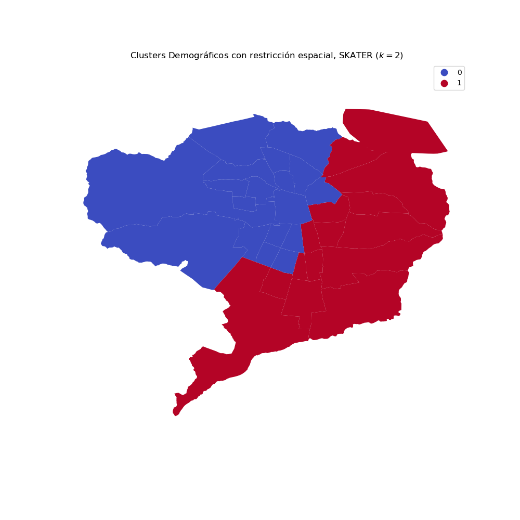 Clusters Demográficos con restricción espacial, SKATER (k = 2)
0
1